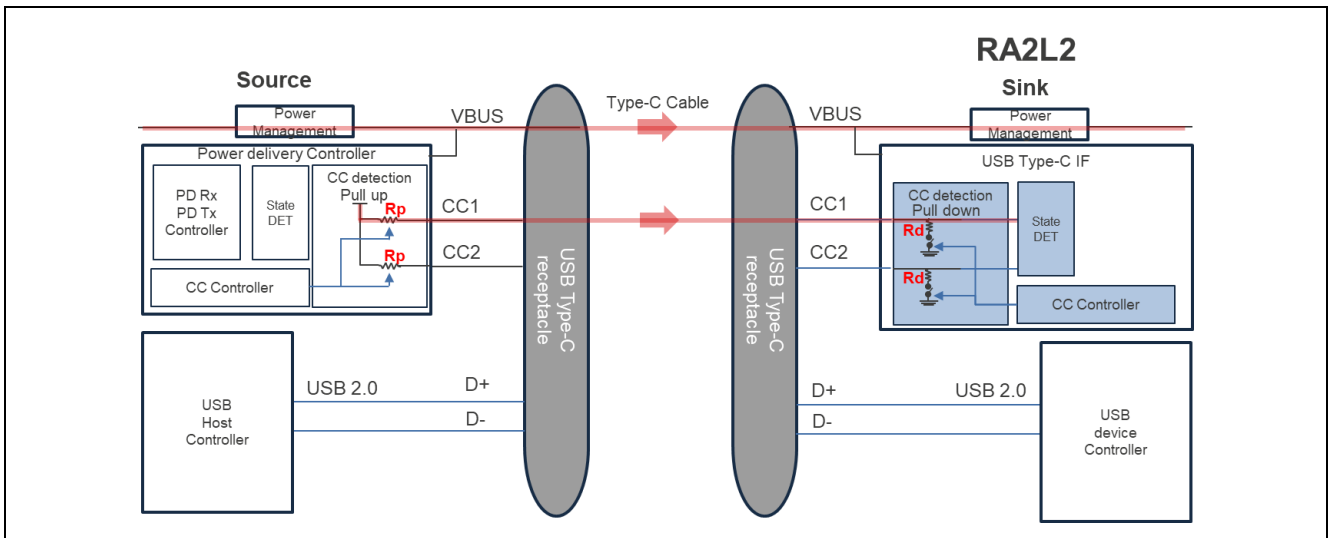 RA2L2
Source
Sink
Power
Management
VBUS
Type-C Cable
VBUS
Power
Management
Power delivery Controller
USB Type-C IF
PD Rx
PD Tx
Controller
State
DET
CC detection
Pull up
Rp
CC1
CC1
CC detection
Pull down
Rd
State
DET
Rp
CC2
CC2
Rd
CC Controller
CC Controller
USB Type-C
receptacle
USB Type-C
receptacle
USB
Host
Controller
USB 2.0
D+
D-
D+
D-
USB 2.0
USB
device
Controller